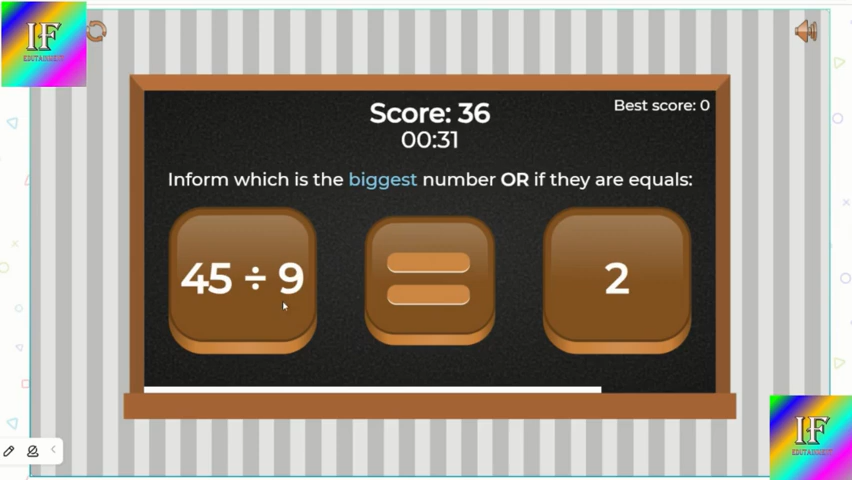 IF
EDUTAINMENT
Score: 36
Best score: 0
00:31
Inform which is the biggest number OR if they are equals:
45 ÷ 9
=
2
IF
EDUTAINMENT